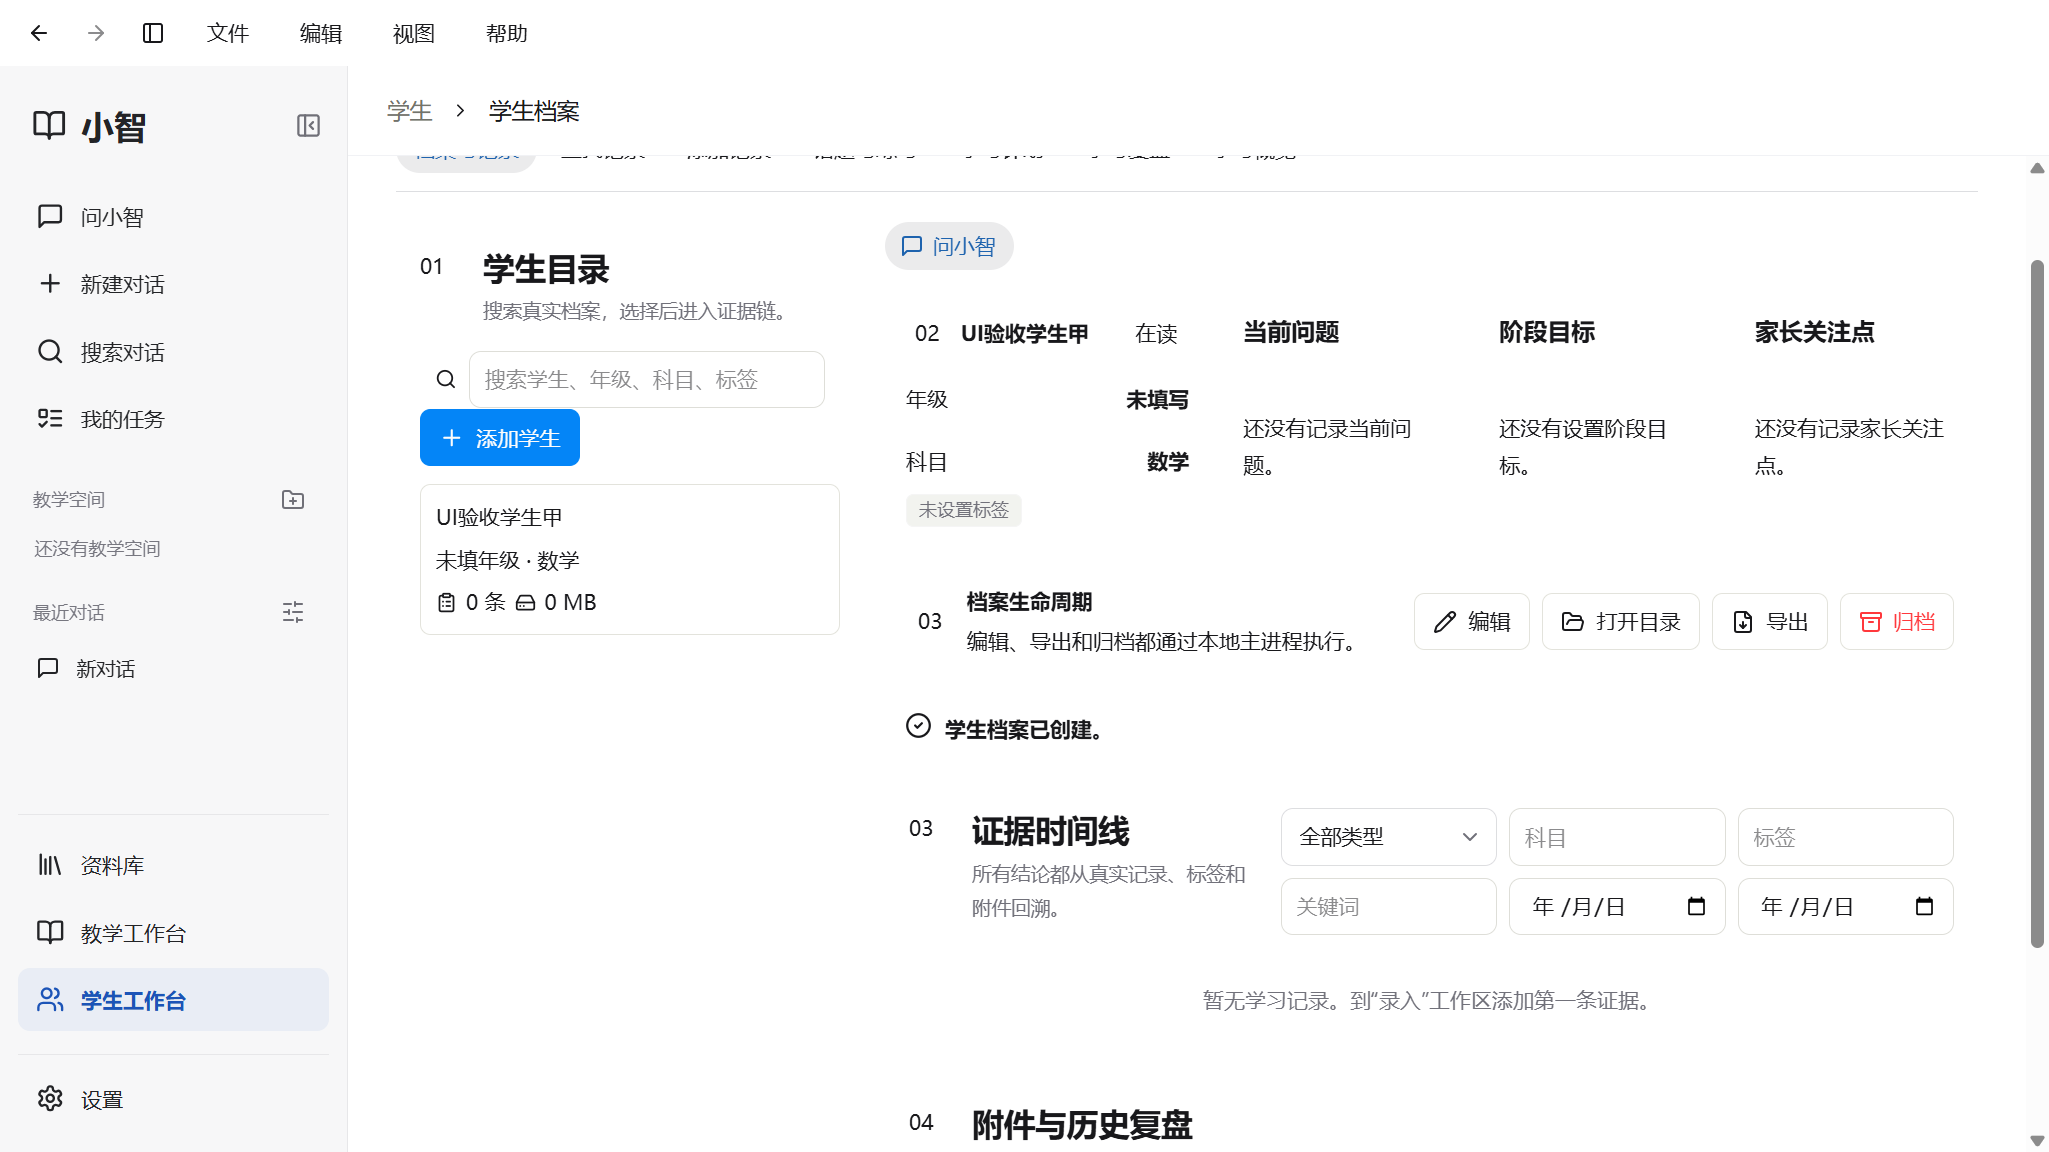 文件 编辑 视图 帮助
小智
问小智
新建对话
搜索对话
我的任务
教学空间
还没有教学空间
最近对话
新对话
资料库
教学工作台
学生工作台
设置
学生 > 学生档案
01 学生目录
搜索真实档案，选择后进入证据链。
搜索学生、年级、科目、标签
添加学生
UI验收学生甲
未填年级 · 数学
0 条 0 MB
问小智
02 UI验收学生甲 在读
年级 未填写
科目 数学
未设置标签
当前问题
还没有记录当前问
题。
阶段目标
还没有设置阶段目
标。
家长关注点
还没有记录家长关注
点。
03 档案生命周期
编辑、导出和归档都通过本地主进程执行。
编辑 打开目录 导出 归档
学生档案已创建。
03 证据时间线
所有结论都从真实记录、标签和
附件回溯。
全部类型 科目 标签
关键词 年 /月/日 年 /月/日
暂无学习记录。到“录入”工作区添加第一条证据。
04 附件与历史复盘